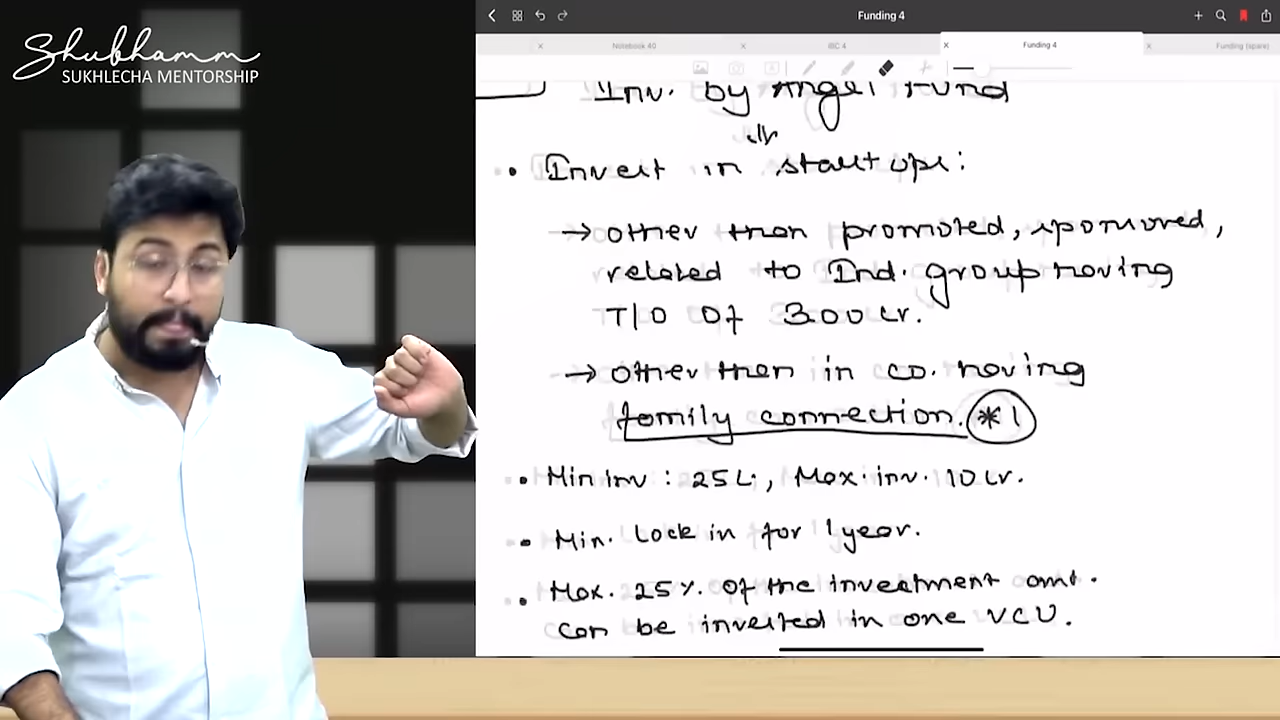 Shubhamm
SUKHLECHA MENTORSHIP
Funding 4
Notebook 40
IBC 4
Funding 4
Funding (spare)
Inv. by Angel Fund
• Invest in startups:
→ other than promoted, sponsored,
related to Ind. group having
T/O of 300 cr.
→ other than in co. having
family connection. *1
• Min inv : 25 L, Max. inv. 10 cr.
• Min. Lock in for 1 year.
• Max. 25%. of the investment amt.
can be invested in one VCU.